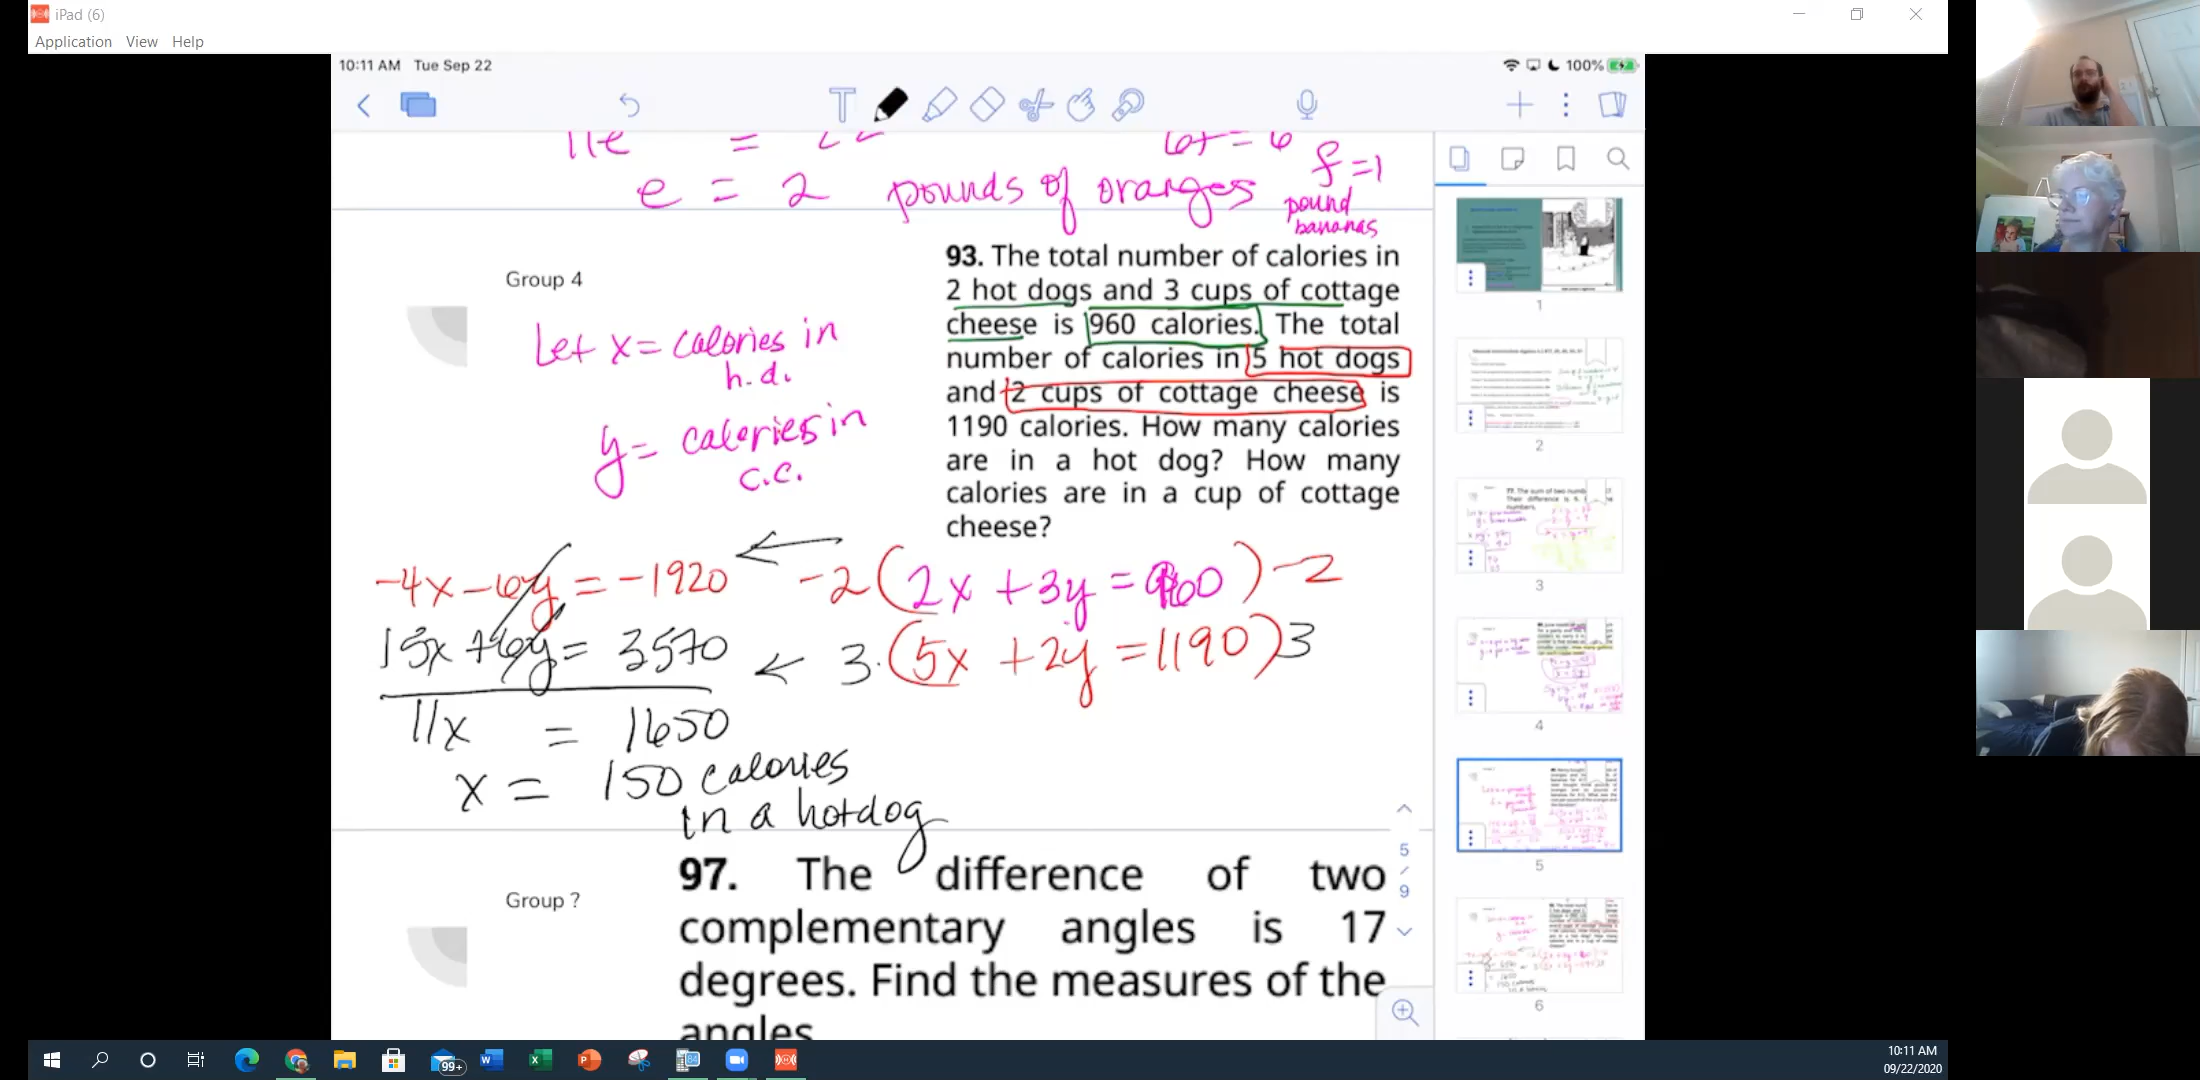 iPad (6)
Application View Help
10:11 AM Tue Sep 22
100%
11e = 22
e = 2 pounds of oranges
f=1
pound
bananas
Group 4
93. The total number of calories in
2 hot dogs and 3 cups of cottage
cheese is 960 calories. The total
number of calories in 5 hot dogs
and 2 cups of cottage cheese is
1190 calories. How many calories
are in a hot dog? How many
calories are in a cup of cottage
cheese?
Let x = calories in
h.d.
y = calories in
c.c.
-4x-6y = -1920
-2(2x +3y = 960)-2
15x+6y = 3570
3·(5x +2y =1190)3
11x = 1650
x = 150 calories
in a hotdog
Group ?
97. The difference of two
complementary angles is 17
degrees. Find the measures of the
angles
5
/
9
1
2
3
4
5
6
99+
10:11 AM
09/22/2020